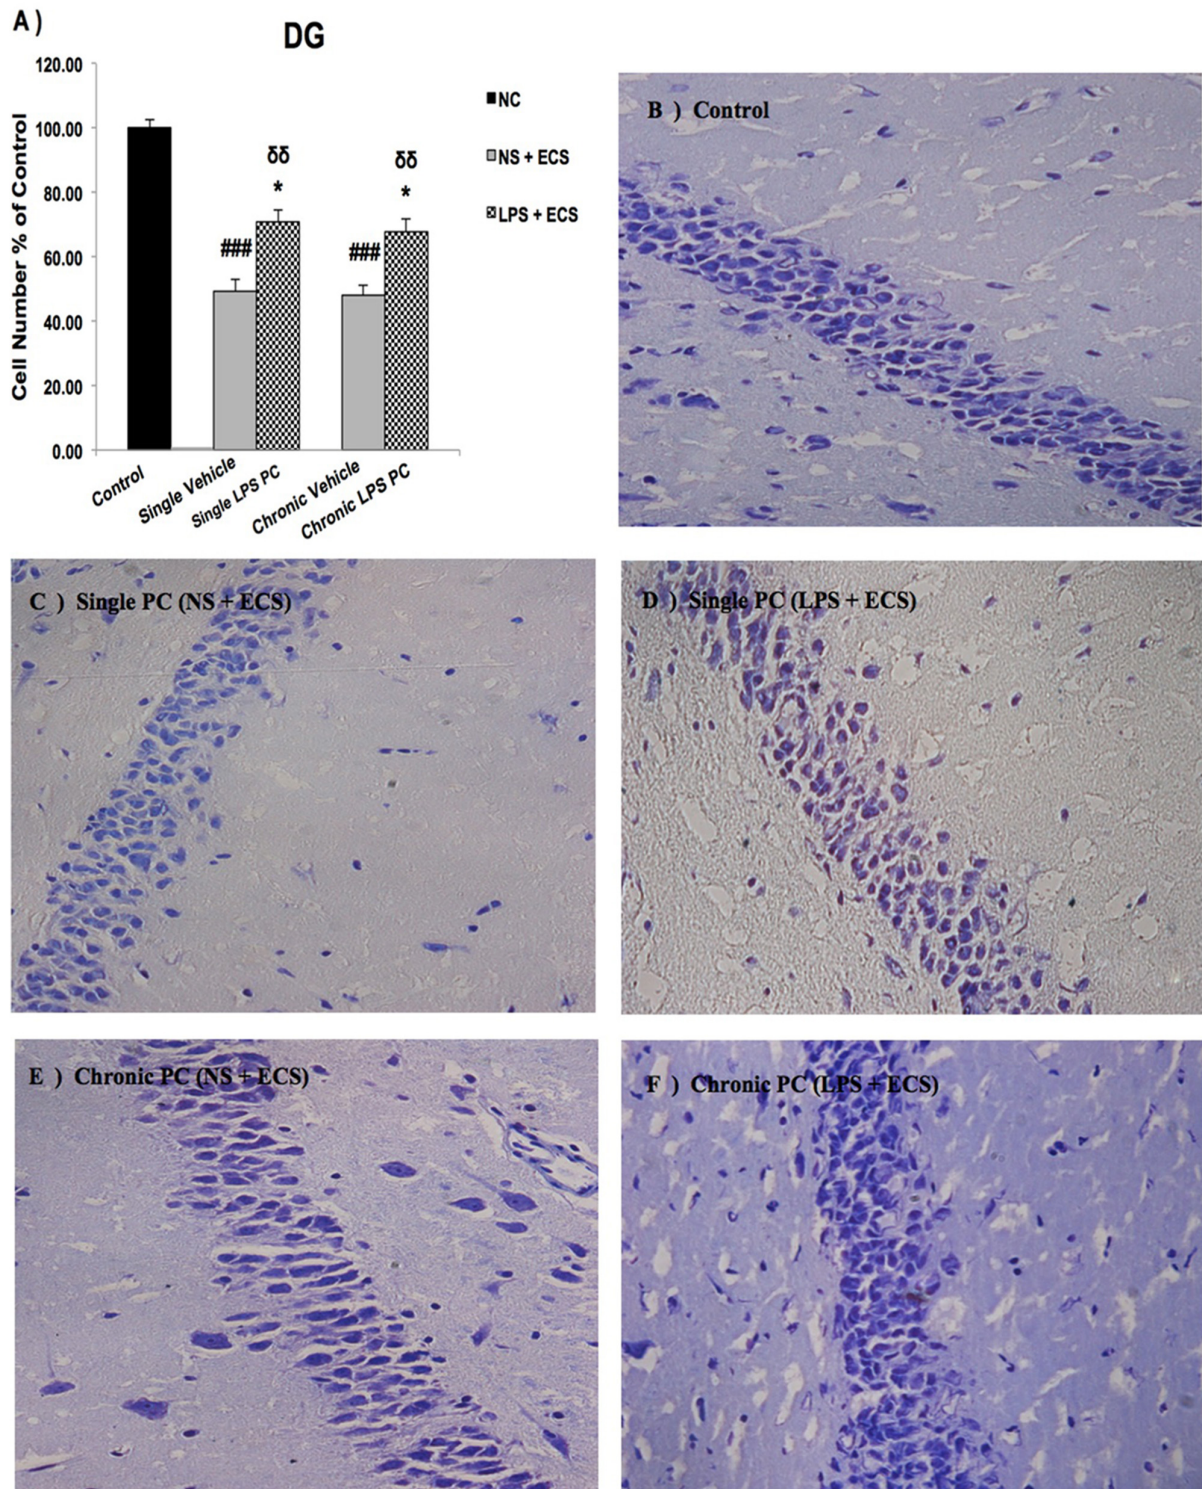 A )
DG
120.00
100.00
80.00
60.00
40.00
20.00
0.00
Cell Number % of Control
###
δδ
*
###
δδ
*
Control
Single Vehicle
Single LPS PC
Chronic Vehicle
Chronic LPS PC
NC
NS + ECS
LPS + ECS
B ) Control
C ) Single PC (NS + ECS)
D ) Single PC (LPS + ECS)
E ) Chronic PC (NS + ECS)
F ) Chronic PC (LPS + ECS)